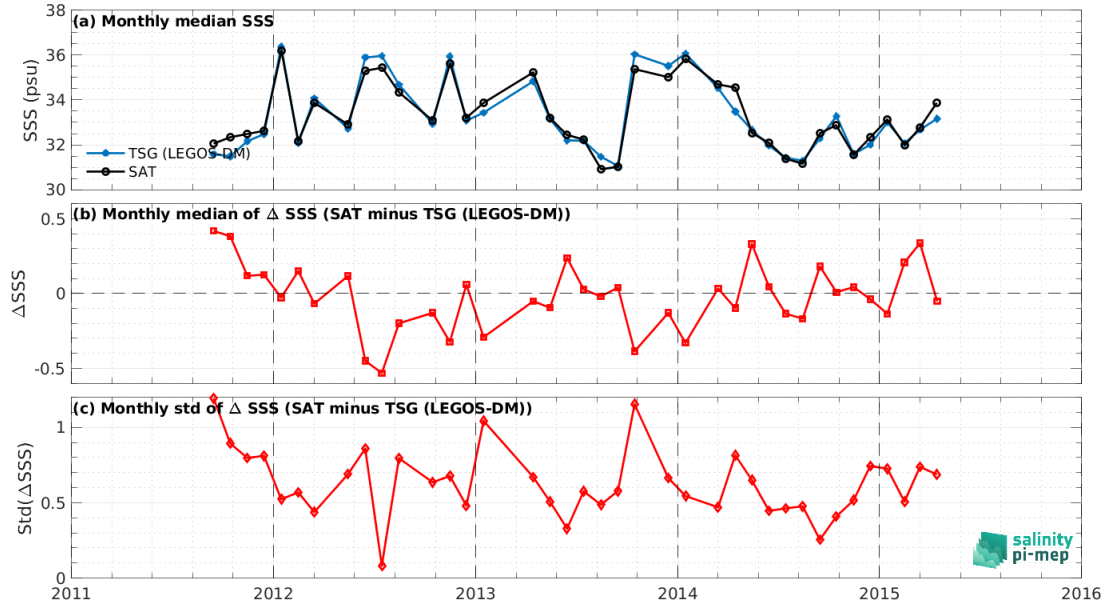 38
(a) Monthly median SSS
36
34
32
30
SSS (psu)
TSG (LEGOS-DM)
SAT
(b) Monthly median of Δ SSS (SAT minus TSG (LEGOS-DM))
0.5
0
-0.5
ΔSSS
(c) Monthly std of Δ SSS (SAT minus TSG (LEGOS-DM))
1
0.5
0
Std(ΔSSS)
salinity
pi-mep
2011 2012 2013 2014 2015 2016